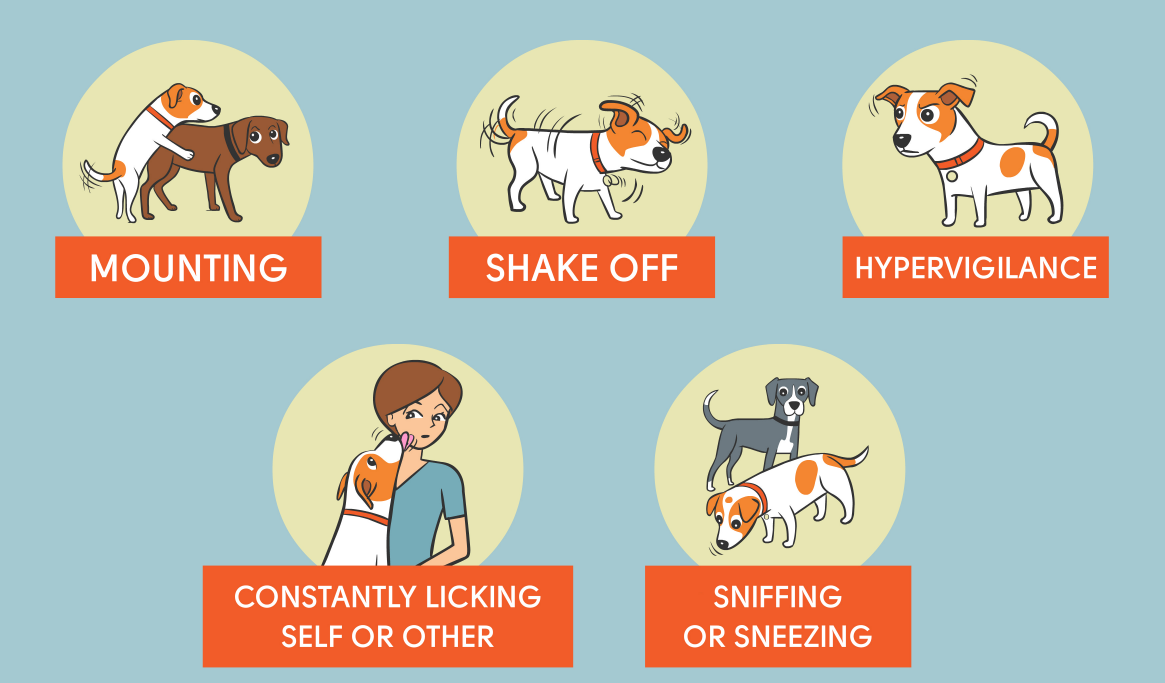 MOUNTING
SHAKE OFF
HYPERVIGILANCE
CONSTANTLY LICKING
SELF OR OTHER
SNIFFING
OR SNEEZING